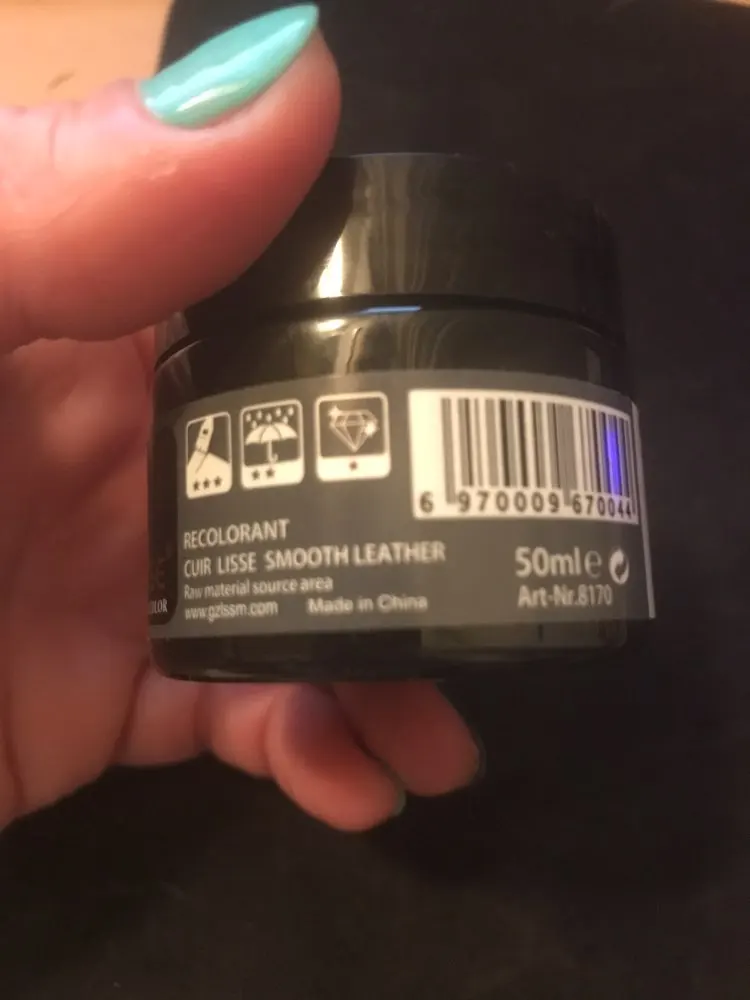 6 970009 670044
RECOLORANT
CUIR LISSE SMOOTH LEATHER
Raw material source area
www.gzlssm.com Made in China
50ml e
Art-Nr.8170